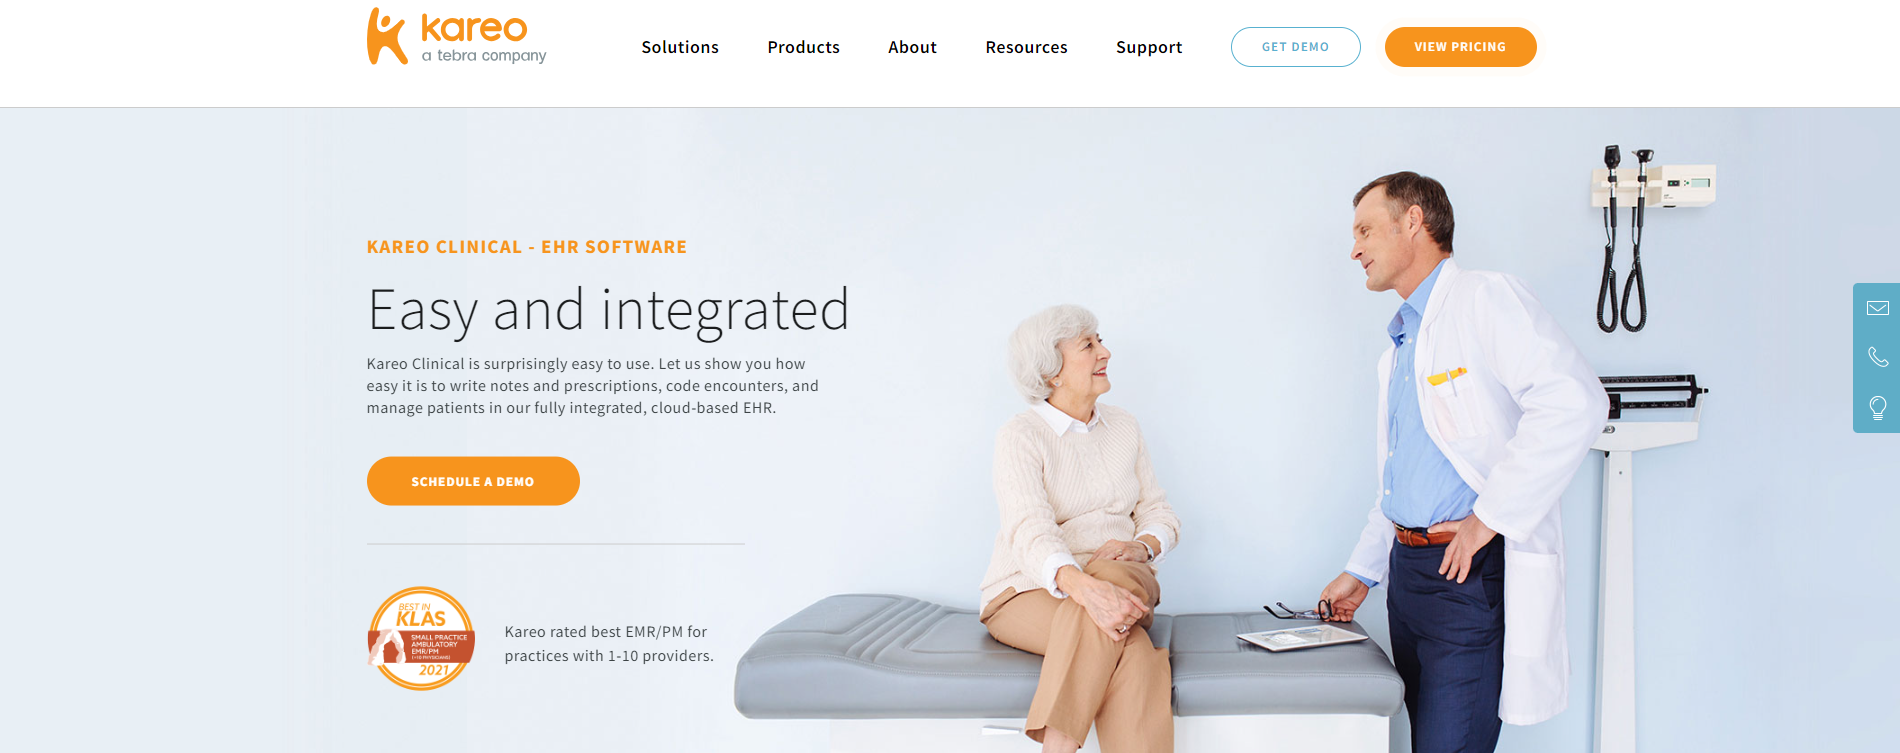 kareo
a tebra company
Solutions
Products
About
Resources
Support
GET DEMO
VIEW PRICING
KAREO CLINICAL - EHR SOFTWARE
Easy and integrated
Kareo Clinical is surprisingly easy to use. Let us show you how
easy it is to write notes and prescriptions, code encounters, and
manage patients in our fully integrated, cloud-based EHR.
SCHEDULE A DEMO
BEST IN
KLAS
SMALL PRACTICE
AMBULATORY
EMR/PM
(1-10 PHYSICIANS)
2021
Kareo rated best EMR/PM for
practices with 1-10 providers.